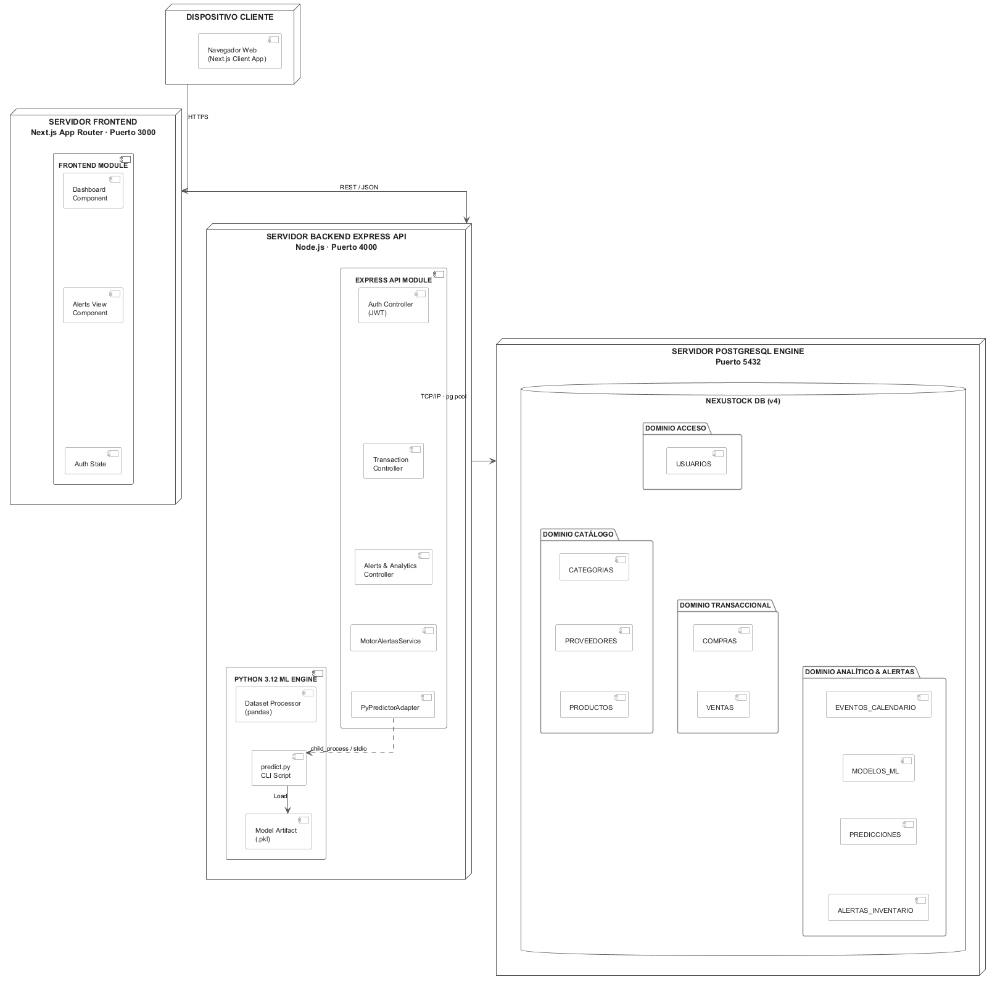 DISPOSITIVO CLIENTE
Navegador Web
(Next.js Client App)
HTTPS
SERVIDOR FRONTEND
Next.js App Router · Puerto 3000
FRONTEND MODULE
Dashboard
Component
Alerts View
Component
Auth State
REST / JSON
SERVIDOR BACKEND EXPRESS API
Node.js · Puerto 4000
EXPRESS API MODULE
Auth Controller
(JWT)
Transaction
Controller
Alerts & Analytics
Controller
MotorAlertasService
PyPredictorAdapter
PYTHON 3.12 ML ENGINE
Dataset Processor
(pandas)
child_process / stdio
predict.py
CLI Script
Load
Model Artifact
(.pkl)
TCP/IP · pg pool
SERVIDOR POSTGRESQL ENGINE
Puerto 5432
NEXUSTOCK DB (v4)
DOMINIO ACCESO
USUARIOS
DOMINIO CATÁLOGO
CATEGORIAS
PROVEEDORES
PRODUCTOS
DOMINIO TRANSACCIONAL
COMPRAS
VENTAS
DOMINIO ANALÍTICO & ALERTAS
EVENTOS_CALENDARIO
MODELOS_ML
PREDICCIONES
ALERTAS_INVENTARIO